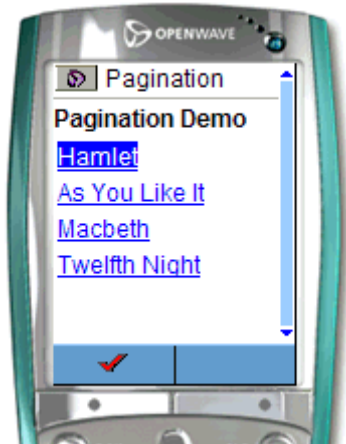 OPENWAVE
Pagination
Pagination Demo
Hamlet
As You Like It
Macbeth
Twelfth Night